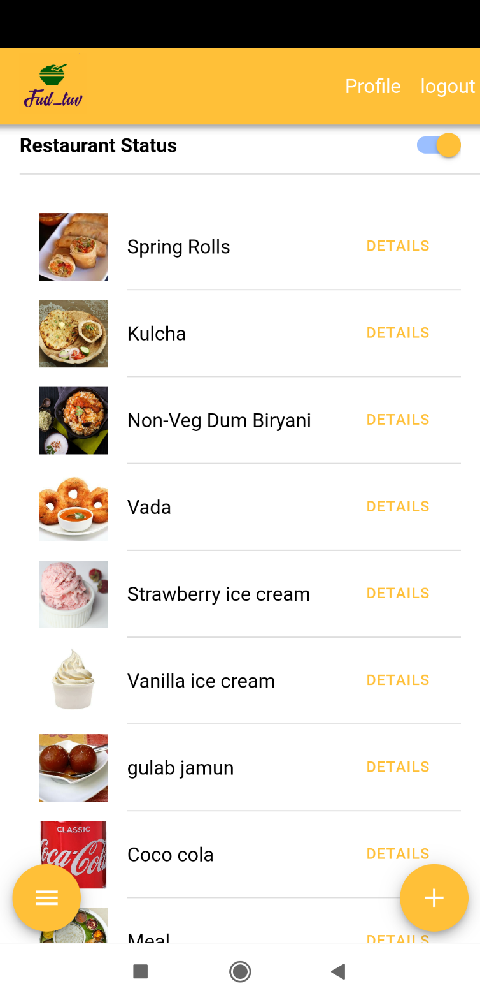 Fud_luv
Profile logout
Restaurant Status
Spring Rolls DETAILS
Kulcha DETAILS
Non-Veg Dum Biryani DETAILS
Vada DETAILS
Strawberry ice cream DETAILS
Vanilla ice cream DETAILS
gulab jamun DETAILS
CLASSIC
Coca-Cola
Coco cola DETAILS
Meal DETAILS